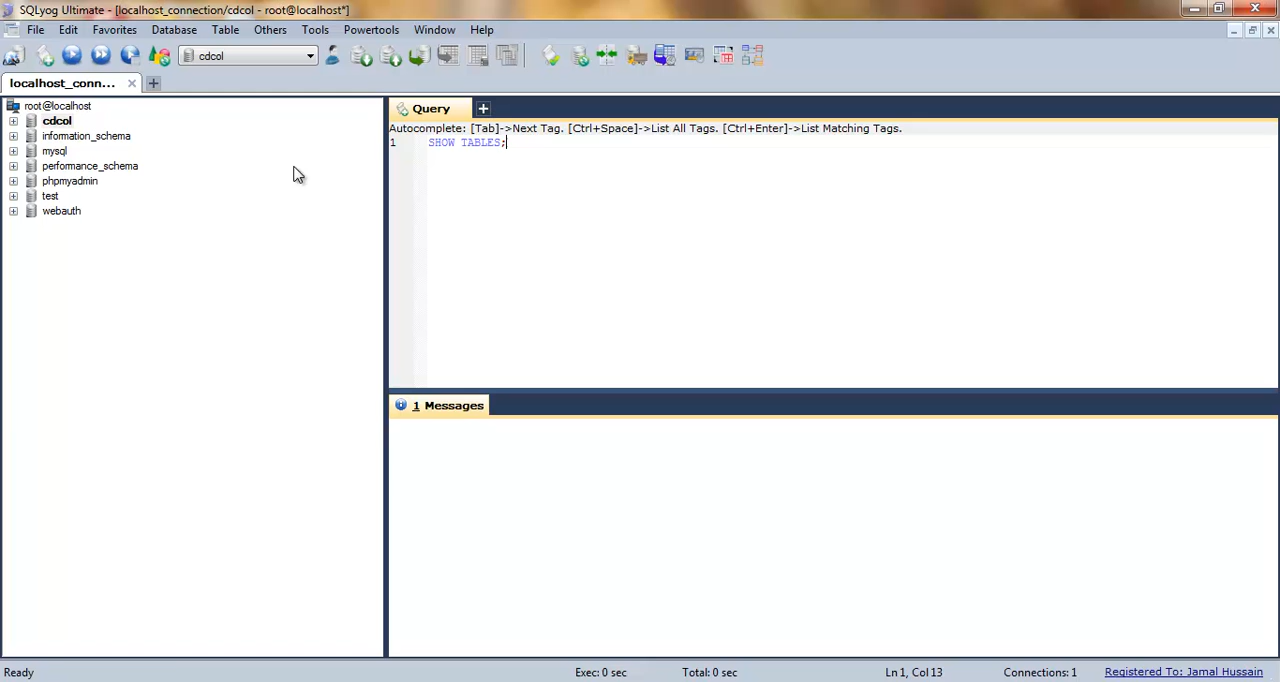 SQLyog Ultimate - [localhost_connection/cdcol - root@localhost*]
File Edit Favorites Database Table Others Tools Powertools Window Help
cdcol
localhost_conn...
root@localhost
cdcol
information_schema
mysql
performance_schema
phpmyadmin
test
webauth
Query
Autocomplete: [Tab]->Next Tag. [Ctrl+Space]->List All Tags. [Ctrl+Enter]->List Matching Tags.
1 SHOW TABLES;
1 Messages
Ready Exec: 0 sec Total: 0 sec Ln 1, Col 13 Connections: 1 Registered To: Jamal Hussain